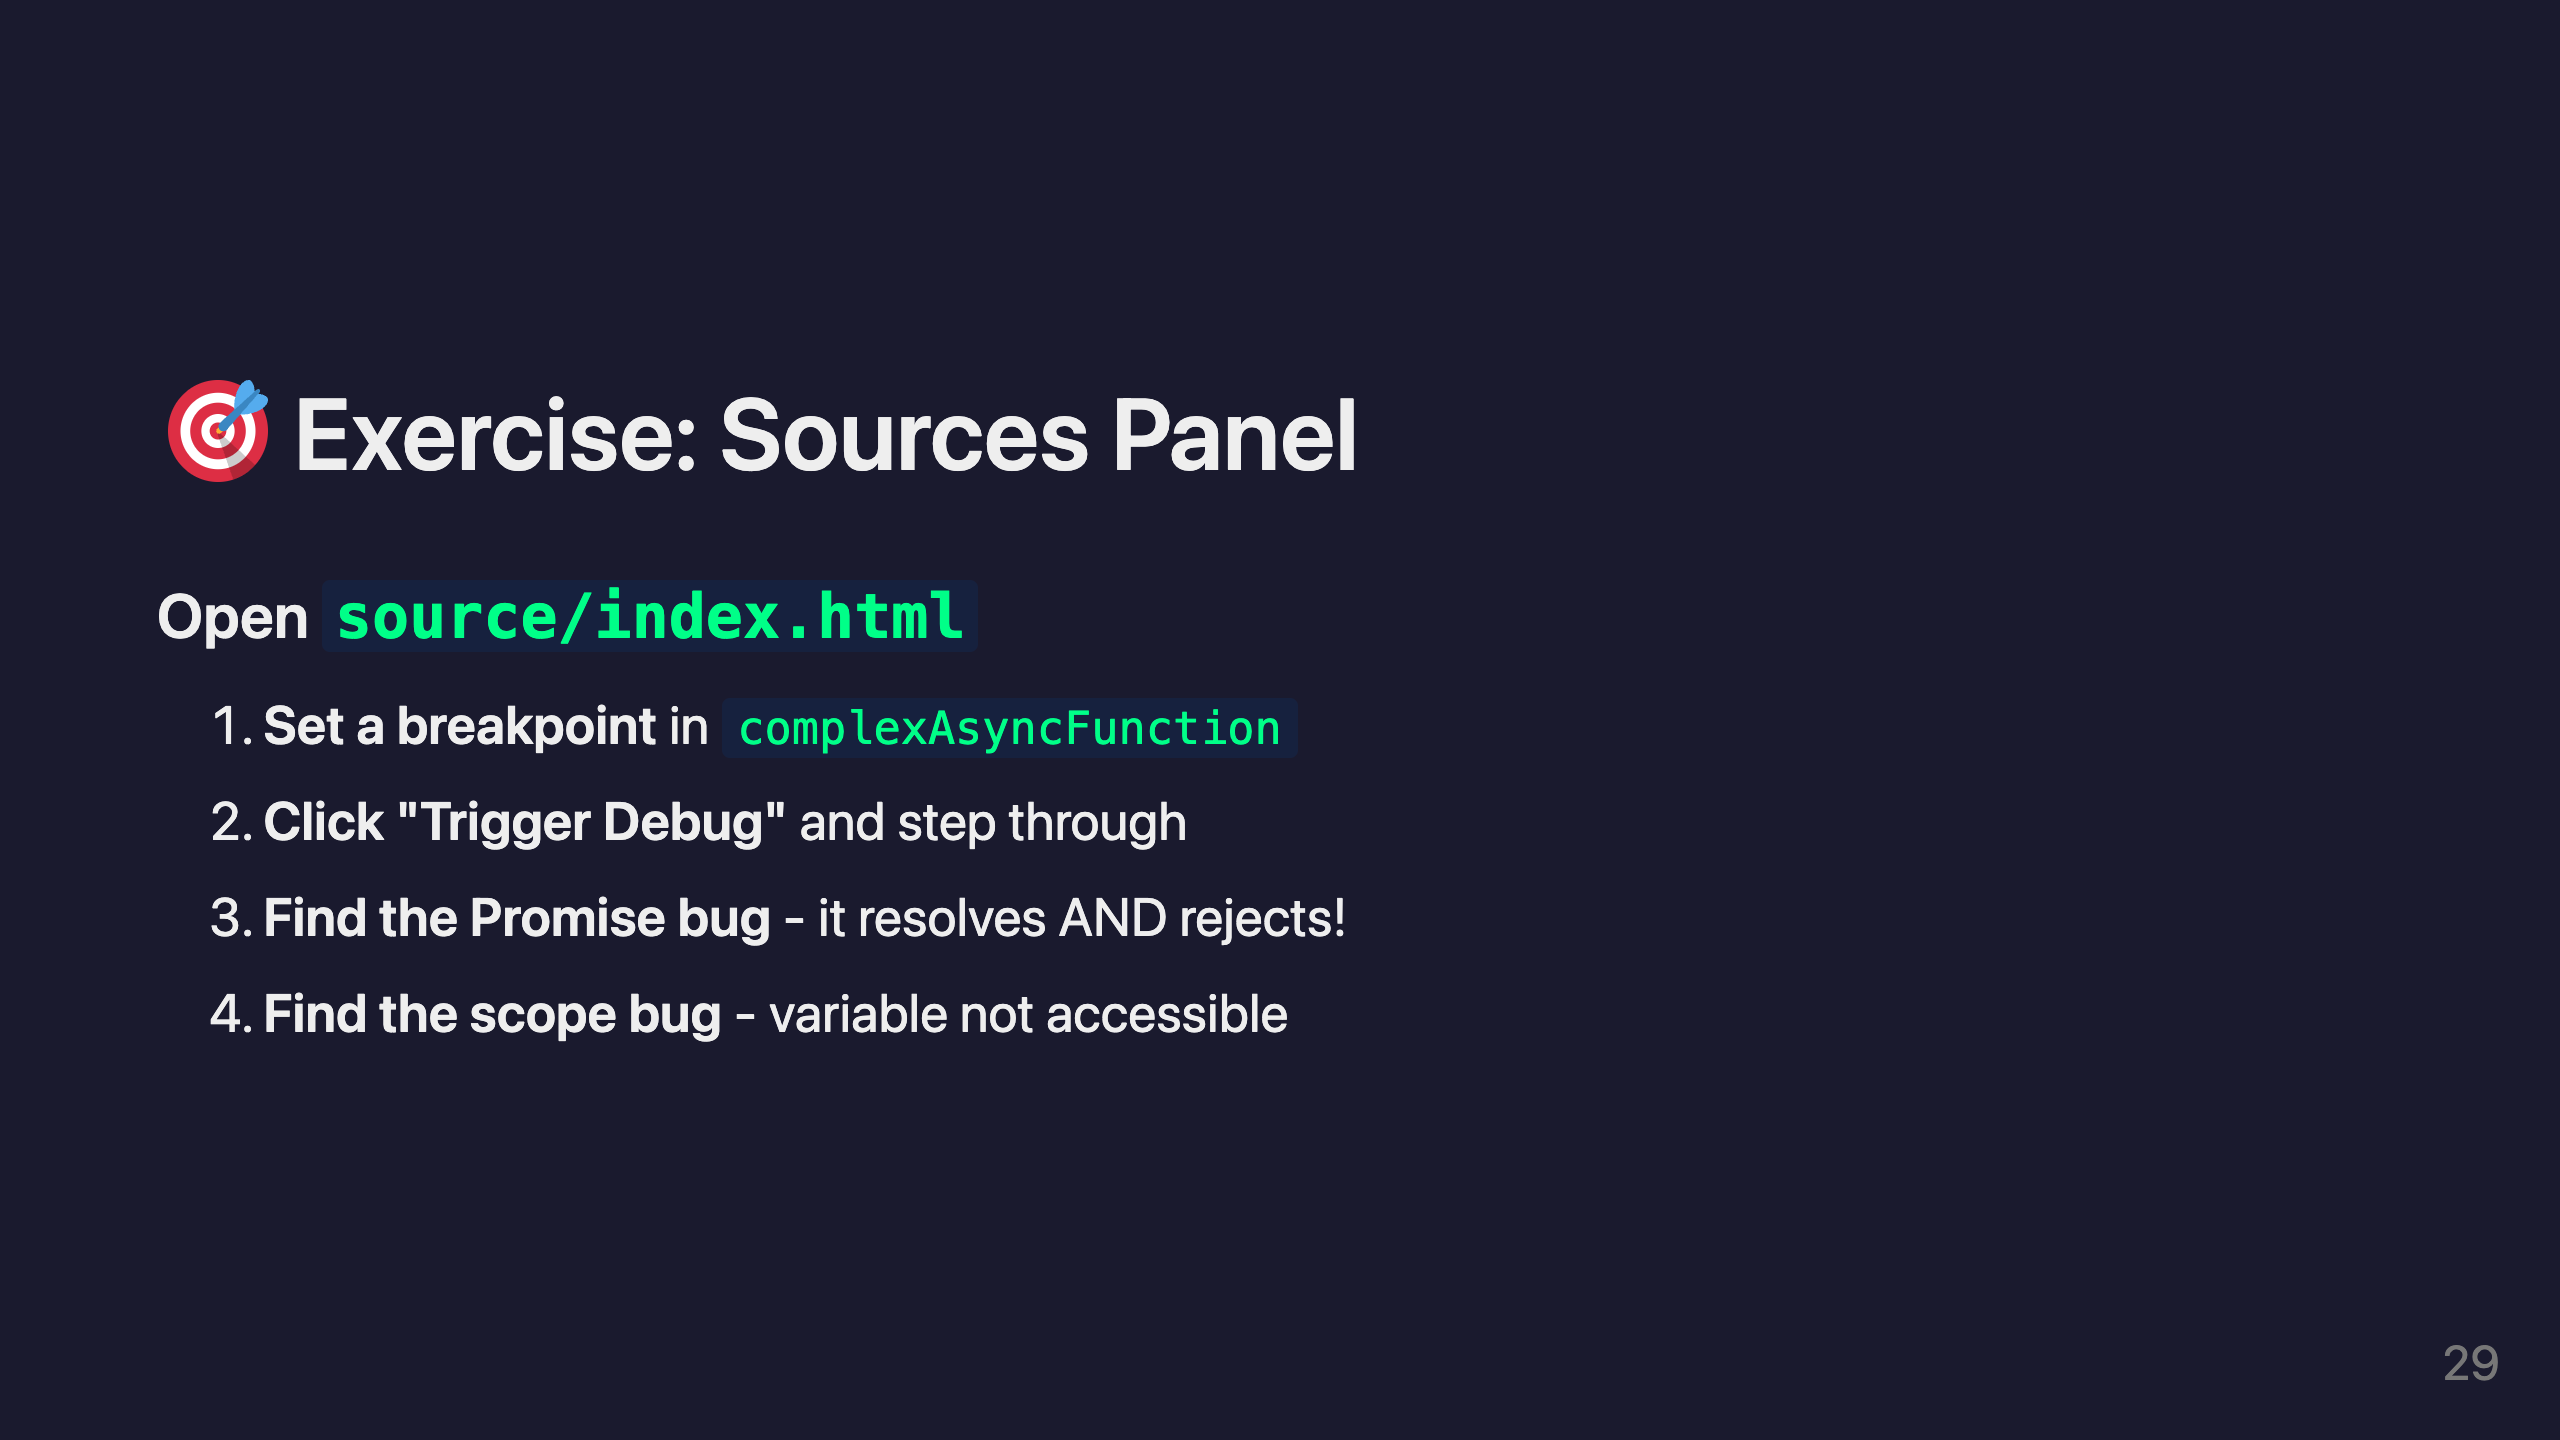 🎯 Exercise: Sources Panel
Open source/index.html
1. Set a breakpoint in complexAsyncFunction
2. Click "Trigger Debug" and step through
3. Find the Promise bug - it resolves AND rejects!
4. Find the scope bug - variable not accessible
29